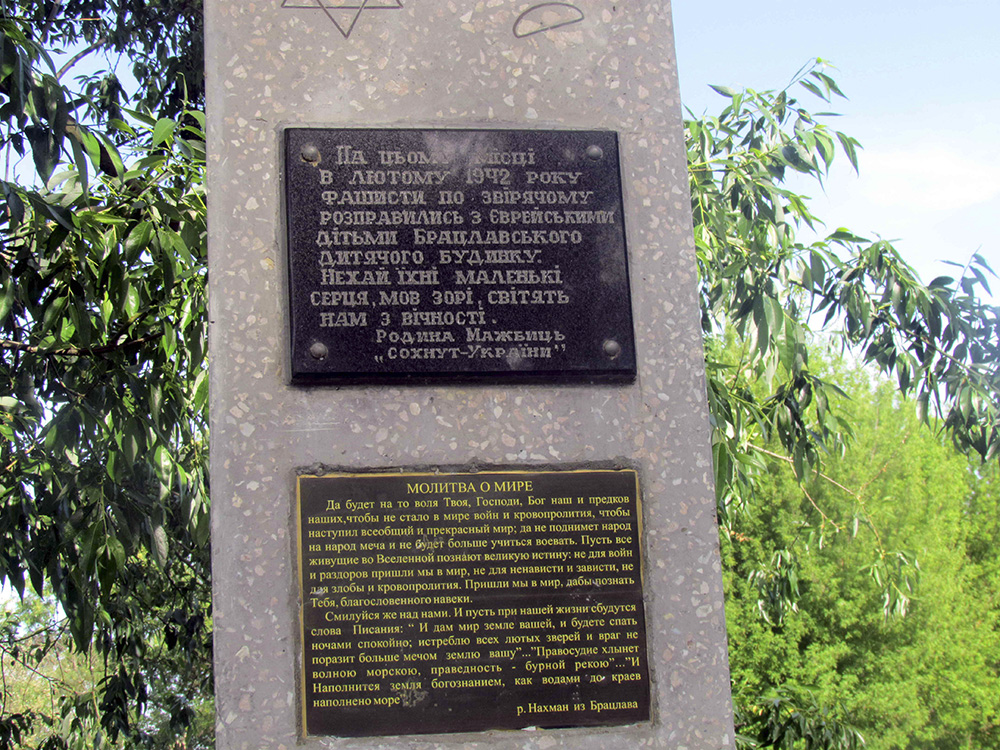 На цьому місці
в лютому 1942 року
фашисти по звірячому
розправились з єврейськими
дітьми Брацлавського
дитячого будинку.
Нехай їхні маленькі
серця, мов зорі, світять
нам з вічності.
Родина Мажбиць
„Сохнут-України”
МОЛИТВА О МИРЕ
Да будет на то воля Твоя, Господи, Бог наш и предков
наших,чтобы не стало в мире войн и кровопролития, чтобы
наступил всеобщий и прекрасный мир; да не поднимет народ
на народ меча и не будет больше учиться воевать. Пусть все
живущие во Вселенной познают великую истину: не для войн
и раздоров пришли мы в мир, не для ненависти и зависти, не
для злобы и кровопролития. Пришли мы в мир, дабы познать
Тебя, благословенного навеки.
Смилуйся же над нами. И пусть при нашей жизни сбудутся
слова Писания: “ И дам мир земле вашей, и будете спать
ночами спокойно; истреблю всех лютых зверей и враг не
поразит больше мечом землю вашу”...”Правосудие хлынет
волною морскою, праведность - бурной рекою”...”И
Наполнится земля богознанием, как водами до краев
наполнено море”
р. Нахман из Брацлава